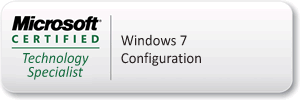 Microsoft®
CERTIFIED
Technology
Specialist
Windows 7
Configuration